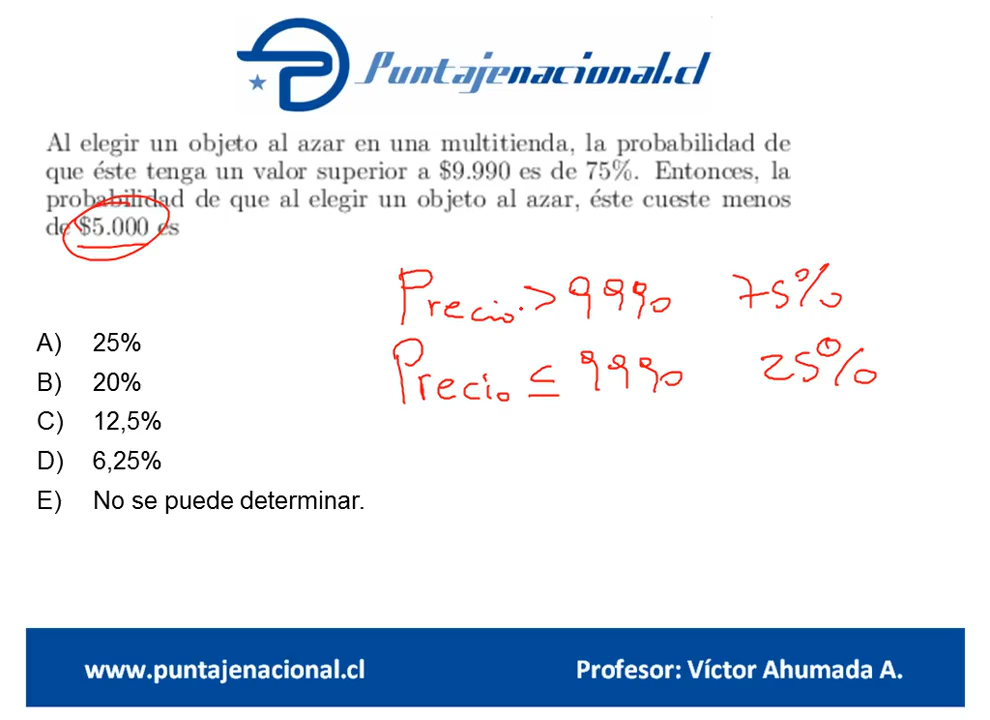 Puntajenacional.cl
Al elegir un objeto al azar en una multitienda, la probabilidad de
que éste tenga un valor superior a $9.990 es de 75%. Entonces, la
probabilidad de que al elegir un objeto al azar, éste cueste menos
de $5.000 es
Precio > 9990 75%
Precio ≤ 9990 25%
A) 25%
B) 20%
C) 12,5%
D) 6,25%
E) No se puede determinar.
www.puntajenacional.cl Profesor: Víctor Ahumada A.